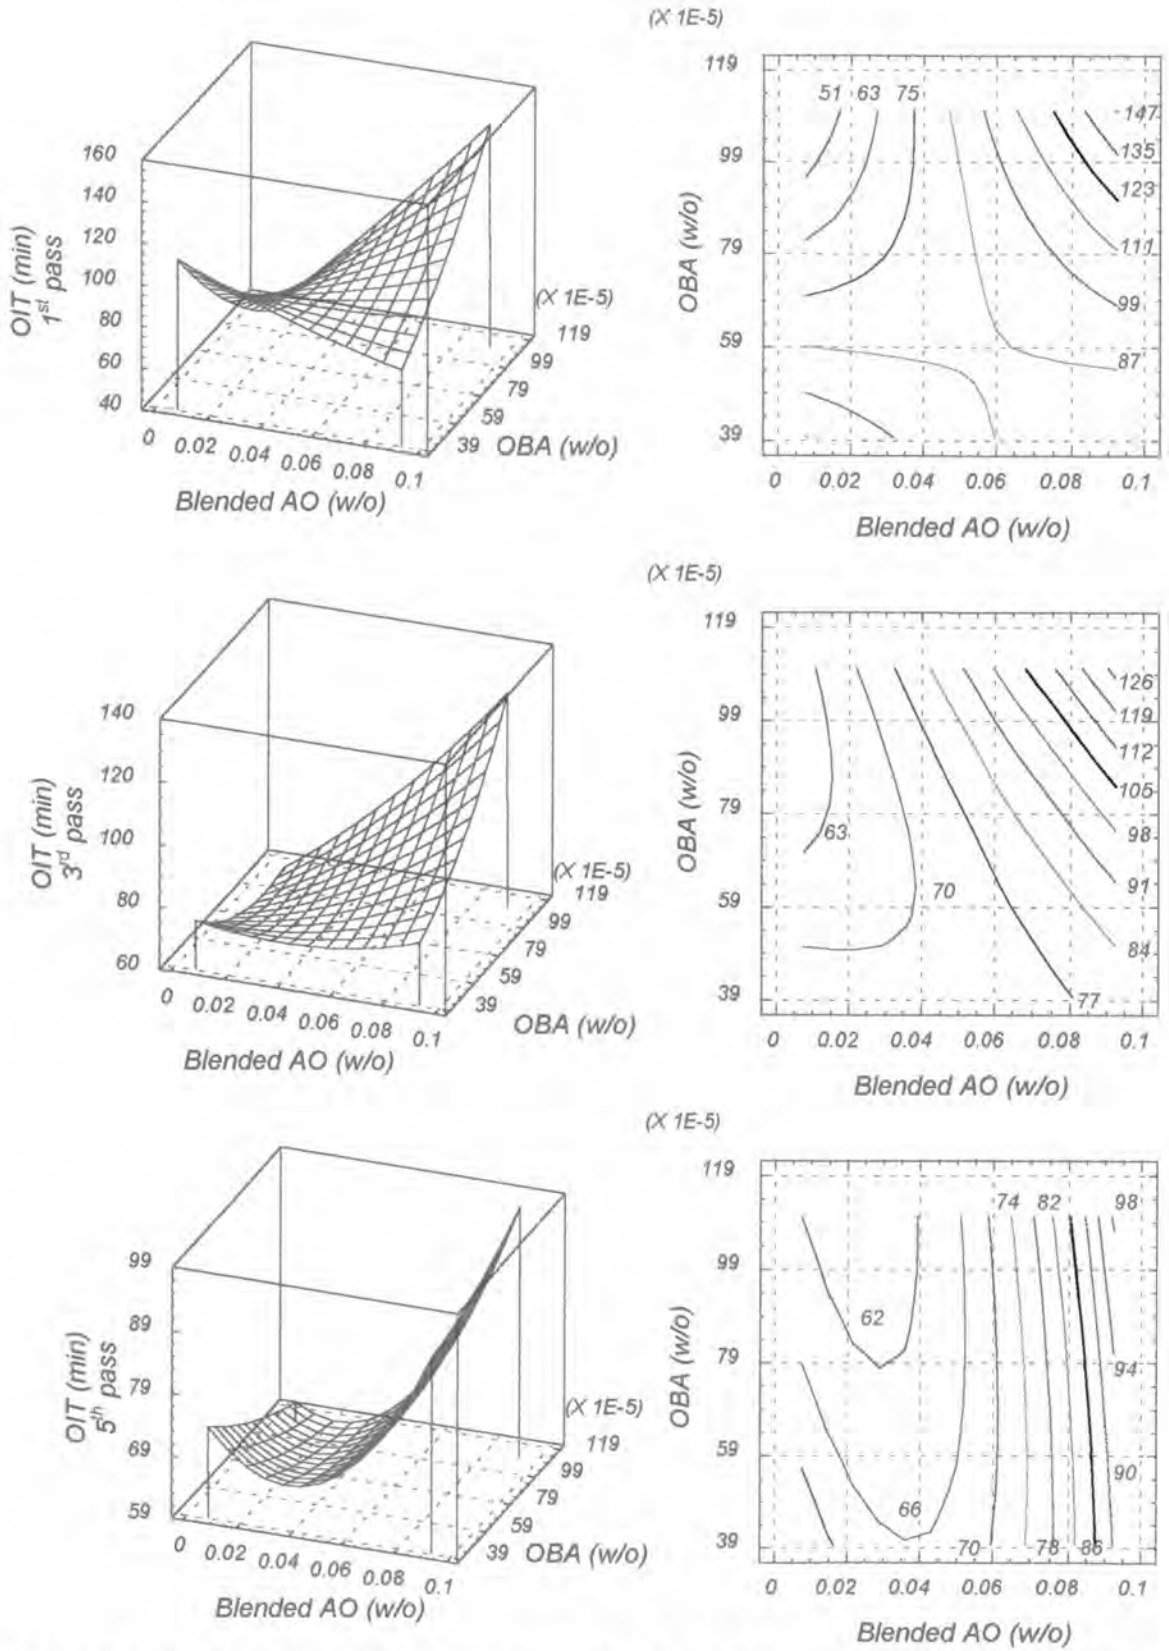 (X 1E-5)
160
140
120
100
80
60
40
OIT (min)
1st pass
0 0.02 0.04 0.06 0.08 0.1
Blended AO (w/o)
(X 1E-5)
119
99
79
59
39
OBA (w/o)
119
99
79
59
39
OBA (w/o)
51 63 75
147
135
123
111
99
87
0 0.02 0.04 0.06 0.08 0.1
Blended AO (w/o)
(X 1E-5)
140
120
100
80
60
OIT (min)
3rd pass
0 0.02 0.04 0.06 0.08 0.1
Blended AO (w/o)
(X 1E-5)
119
99
79
59
39
OBA (w/o)
119
99
79
59
39
OBA (w/o)
126
119
112
105
98
91
84
77
63
70
0 0.02 0.04 0.06 0.08 0.1
Blended AO (w/o)
(X 1E-5)
99
89
79
69
59
OIT (min)
5th pass
0 0.02 0.04 0.06 0.08 0.1
Blended AO (w/o)
(X 1E-5)
119
99
79
59
39
OBA (w/o)
119
99
79
59
39
OBA (w/o)
74 82 98
62
94
90
66
70 78 86
0 0.02 0.04 0.06 0.08 0.1
Blended AO (w/o)